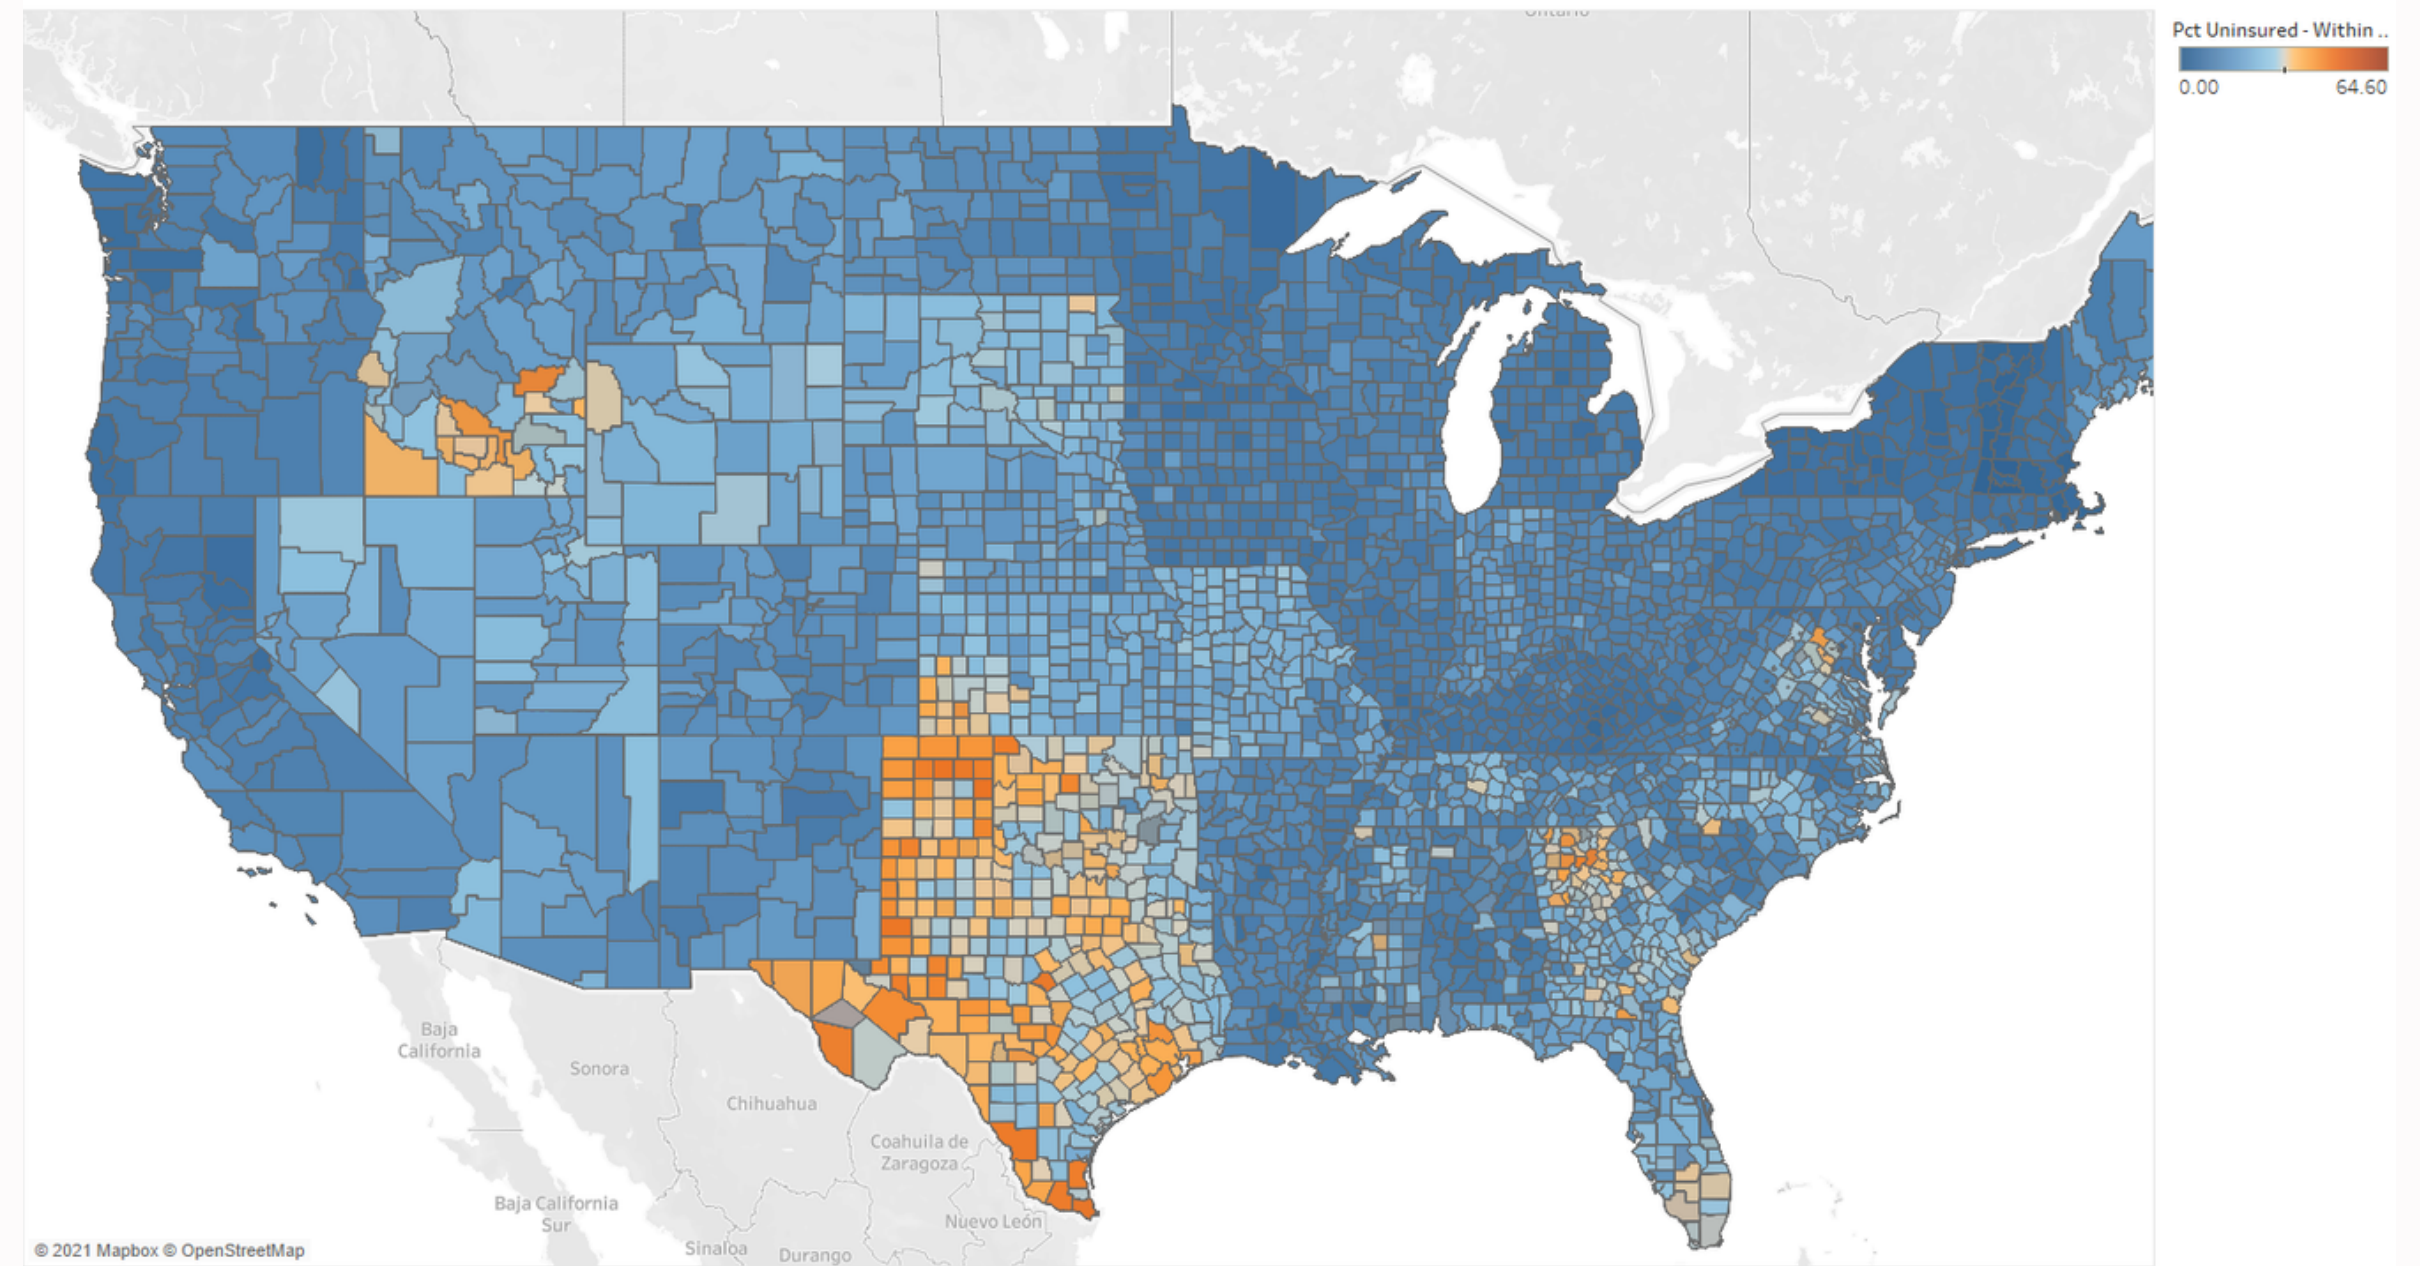 Ontario
Pct Uninsured - Within ..
0.00 64.60
Baja
California
Sonora
Chihuahua
Coahuila de
Zaragoza
Baja California
Sur
Nuevo León
Sinaloa
Durango
© 2021 Mapbox © OpenStreetMap